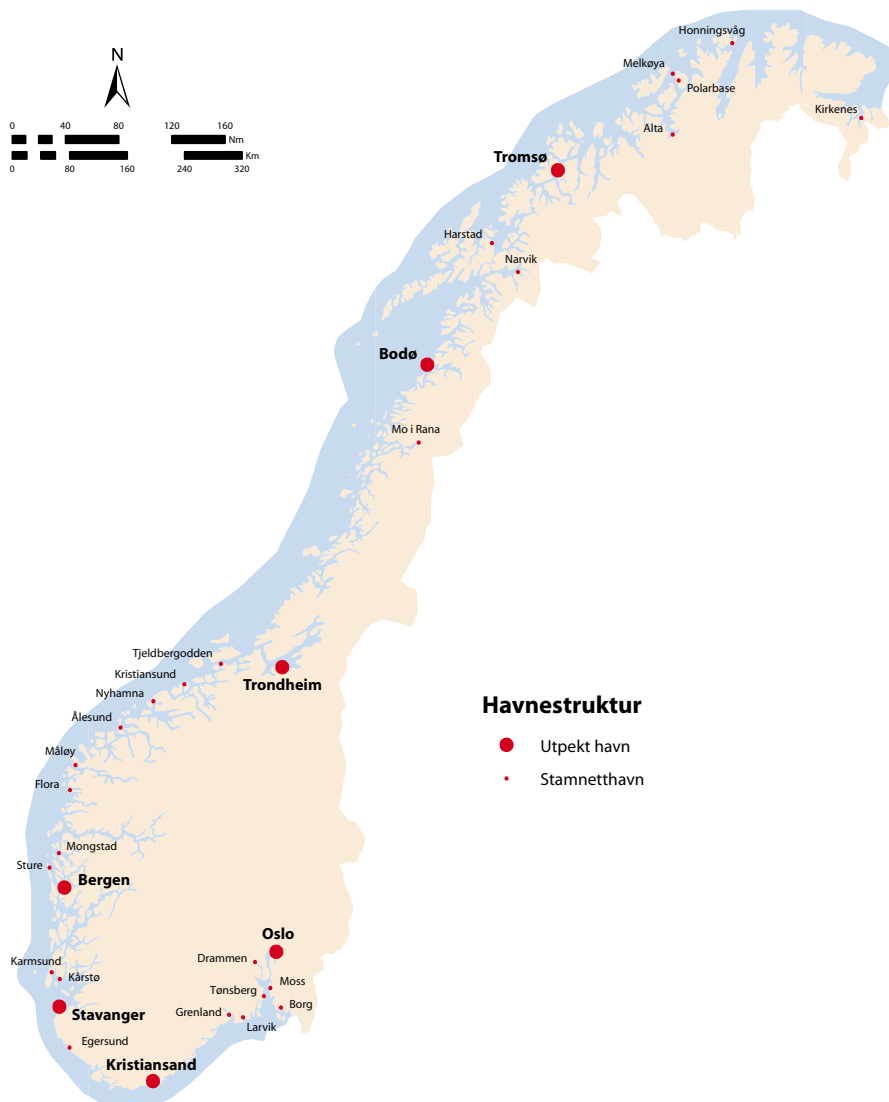 Honningsvåg
N
Melkøya
Polarbase
Kirkenes
0 40 80 120 160
Nm
Km
0 80 160 240 320
Alta
Tromsø
Harstad
Narvik
Bodø
Mo i Rana
Tjeldbergodden
Kristiansund
Trondheim
Nyhamna
Havnestruktur
Ålesund
Utpekt havn
Måløy
Stamnetthavn
Flora
Mongstad
Sture
Bergen
Oslo
Drammen
Karmsund
Kårstø
Moss
Tønsberg
Borg
Stavanger
Grenland
Larvik
Egersund
Kristiansand